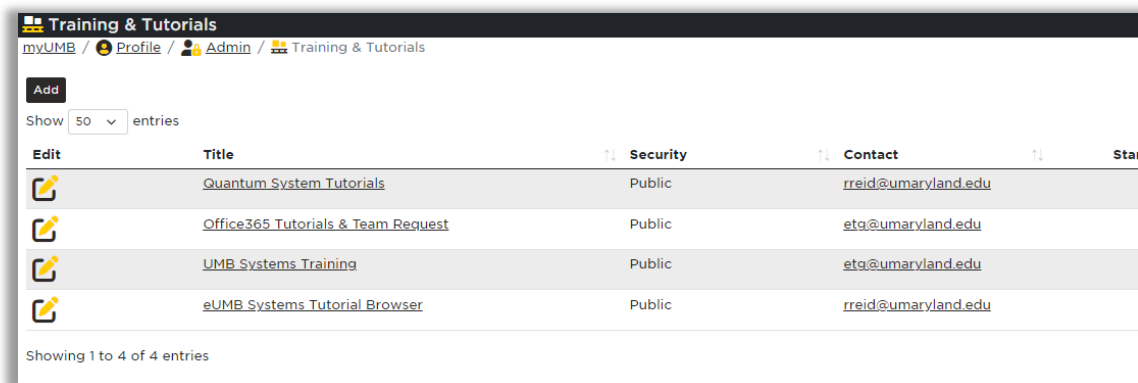 Training & Tutorials
myUMB / Profile / Admin / Training & Tutorials
Add
Show 50 entries
Edit Title Security Contact
Quantum System Tutorials Public rreid@umaryland.edu
Office365 Tutorials & Team Request Public etg@umaryland.edu
UMB Systems Training Public etg@umaryland.edu
eUMB Systems Tutorial Browser Public rreid@umaryland.edu
Showing 1 to 4 of 4 entries